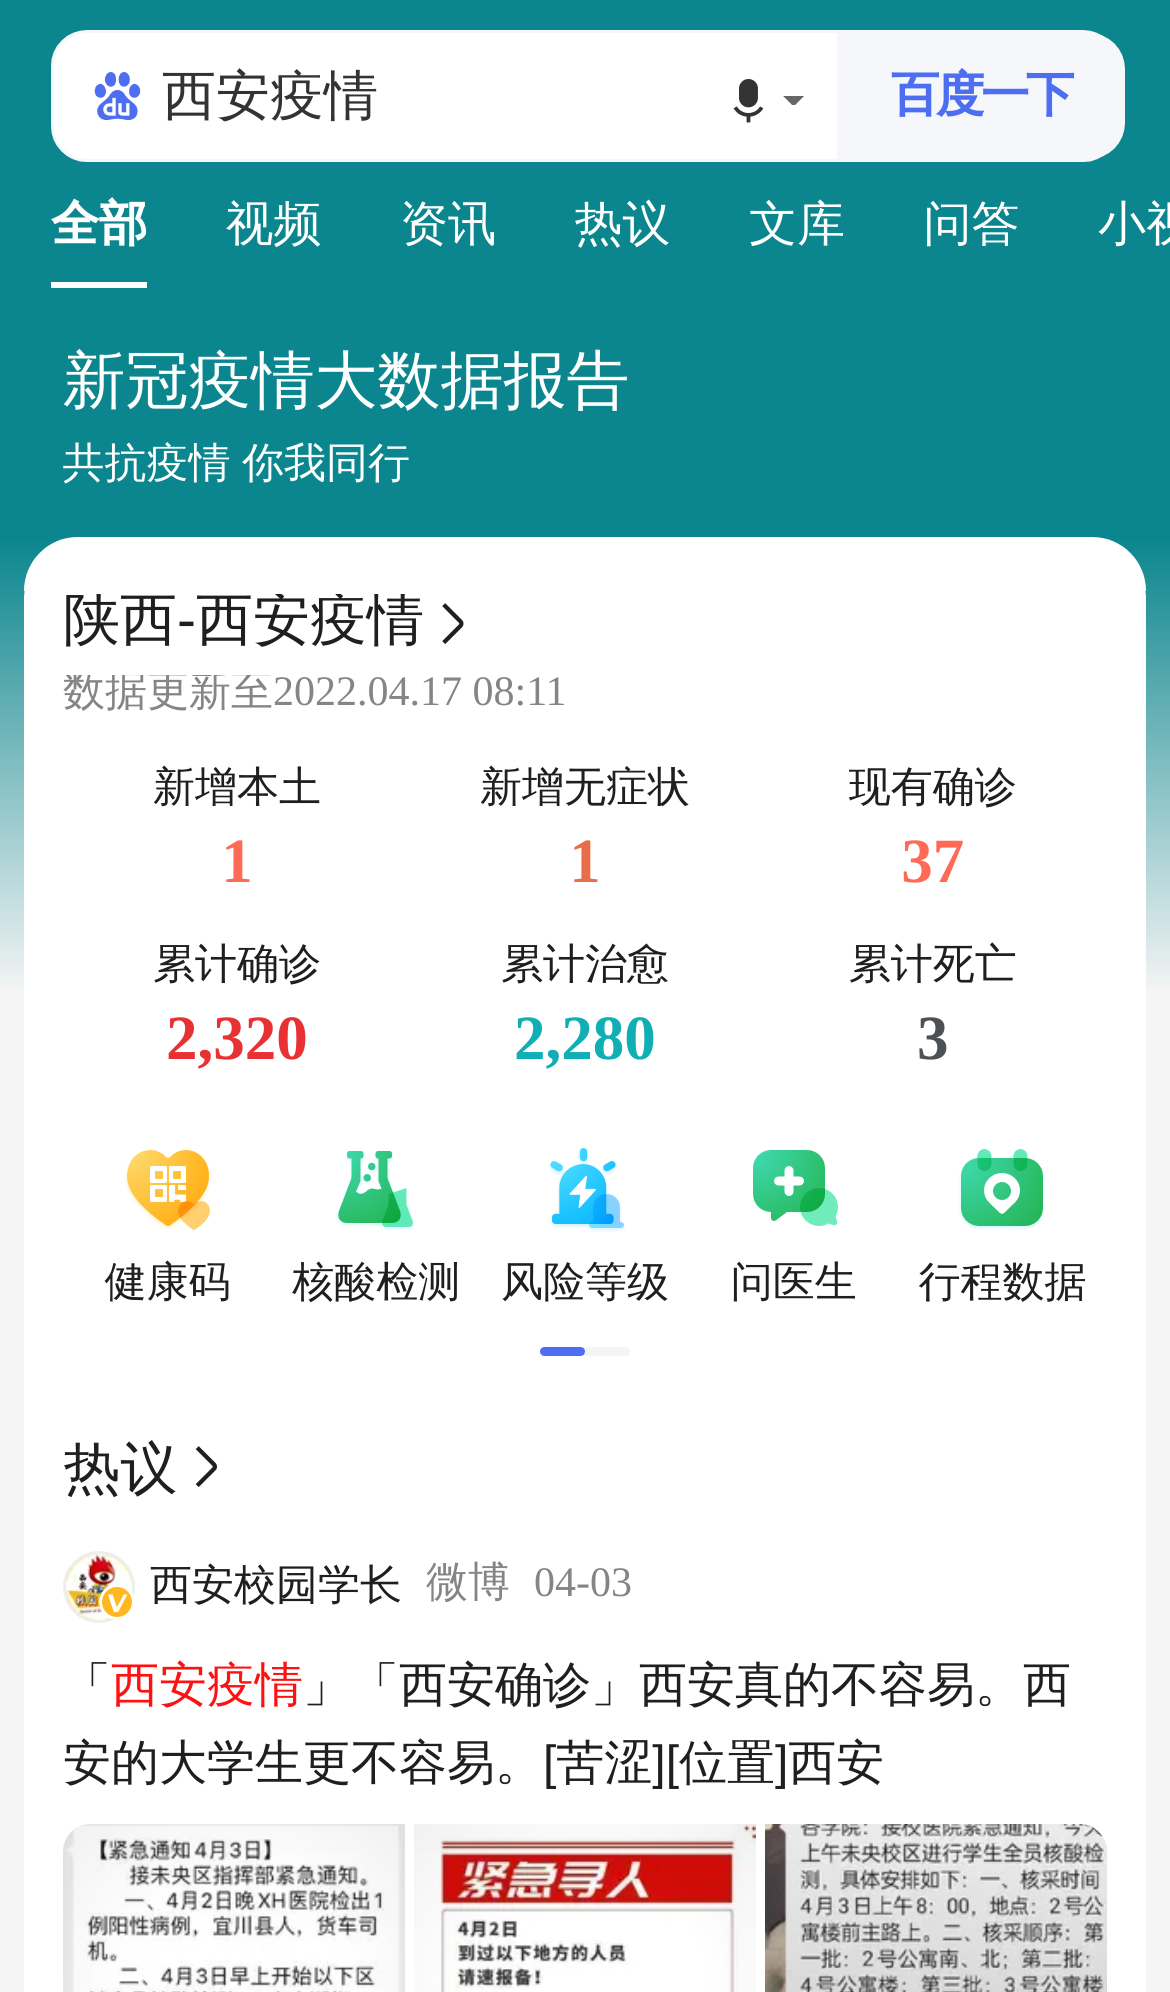 du 西安疫情 百度一下
全部 视频 资讯 热议 文库 问答 小视
新冠疫情大数据报告
共抗疫情 你我同行
陕西-西安疫情
数据更新至2022.04.17 08:11
新增本土 新增无症状 现有确诊
1 1 37
累计确诊 累计治愈 累计死亡
2,320 2,280 3
健康码 核酸检测 风险等级 问医生 行程数据
热议
西安校园学长 微博 04-03
「西安疫情」「西安确诊」西安真的不容易。西
安的大学生更不容易。[苦涩][位置]西安
【紧急通知4月3日】
接未央区指挥部紧急通知。
一、4月2日晚XH医院检出1
例阳性病例，宜川县人，货车司
机。
二、4月3日早上开始以下区
紧急寻人
4月2日
到过以下地方的人员
请速报备！
各学院：接校医院紧急通知，今天
上午未央校区进行学生全员核酸检
测，具体安排如下：一、核采时间
4月3日上午8：00，地点：2号公
寓楼前主路上。二、核采顺序：第
一批：2号公寓南、北；第二批：
4号公寓楼；第三批：3号公寓楼